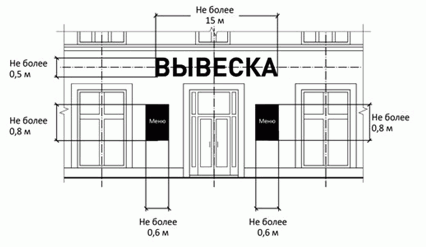 Не более
15 м
Не более
0,5 м
ВЫВЕСКА
Не более
0,8 м
Меню
Меню
Не более
0,8 м
Не более
0,6 м
Не более
0,6 м